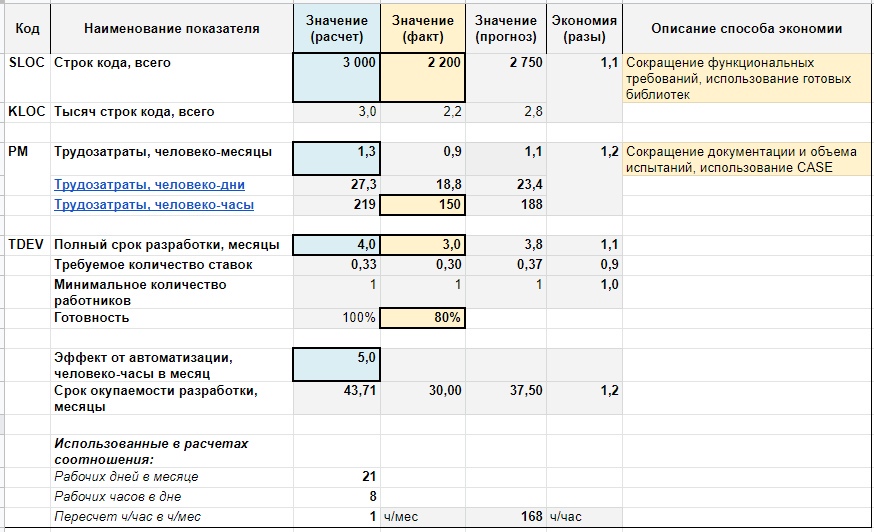 Код Наименование показателя Значение (расчет) Значение (факт) Значение (прогноз) Экономия (разы) Описание способа экономии
SLOC Строк кода, всего 3 000 2 200 2 750 1,1 Сокращение функциональных
требований, использование готовых
библиотек
KLOC Тысяч строк кода, всего 3,0 2,2 2,8
PM Трудозатраты, человеко-месяцы 1,3 0,9 1,1 1,2 Сокращение документации и объема
испытаний, использование CASE
Трудозатраты, человеко-дни 27,3 18,8 23,4
Трудозатраты, человеко-часы 219 150 188
TDEV Полный срок разработки, месяцы 4,0 3,0 3,8 1,1
Требуемое количество ставок 0,33 0,30 0,37 0,9
Минимальное количество
работников 1 1 1 1,0
Готовность 100% 80%
Эффект от автоматизации,
человеко-часы в месяц 5,0
Срок окупаемости разработки,
месяцы 43,71 30,00 37,50 1,2
Использованные в расчетах
соотношения:
Рабочих дней в месяце 21
Рабочих часов в дне 8
Пересчет ч/час в ч/мес 1 ч/мес 168 ч/час